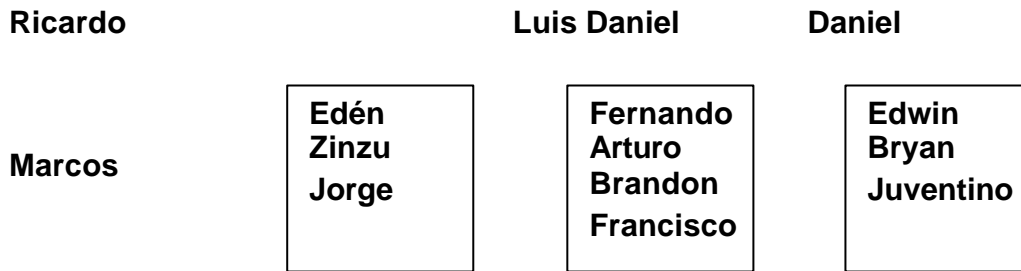 Ricardo Luis Daniel Daniel
Marcos
Edén
Zinzu
Jorge
Fernando
Arturo
Brandon
Francisco
Edwin
Bryan
Juventino